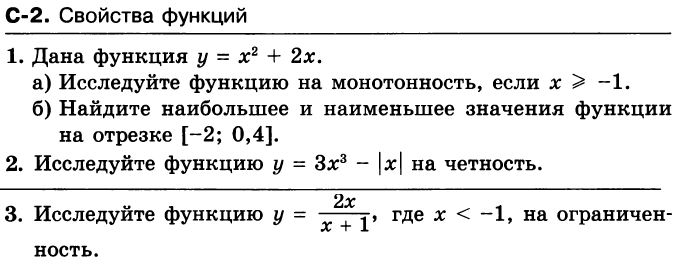 С-2. Свойства функций
1. Дана функция y = x² + 2x.
а) Исследуйте функцию на монотонность, если x ⩾ −1.
б) Найдите наибольшее и наименьшее значения функции
на отрезке [−2; 0,4].
2. Исследуйте функцию y = 3x³ − |x| на четность.
3. Исследуйте функцию y = 2x / (x + 1), где x < −1, на ограничен-
ность.